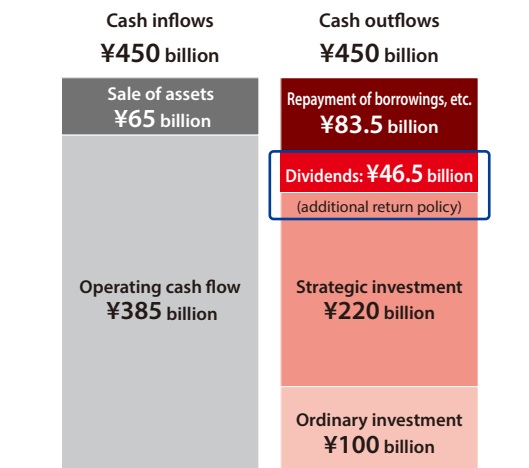 Cash inflows
¥450 billion
Sale of assets
¥65 billion
Operating cash flow
¥385 billion
Cash outflows
¥450 billion
Repayment of borrowings, etc.
¥83.5 billion
Dividends: ¥46.5 billion
(additional return policy)
Strategic investment
¥220 billion
Ordinary investment
¥100 billion